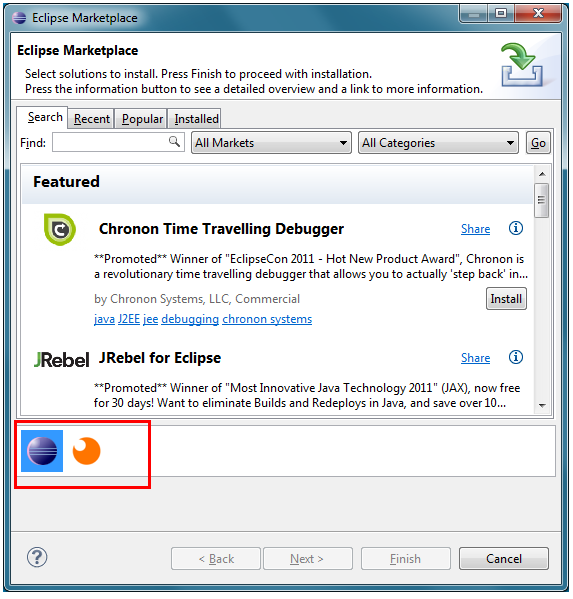 Eclipse Marketplace
Eclipse Marketplace
Select solutions to install. Press Finish to proceed with installation.
Press the information button to see a detailed overview and a link to more information.
Search Recent Popular Installed
Find: All Markets All Categories Go
Featured
Chronon Time Travelling Debugger Share
**Promoted** Winner of "EclipseCon 2011 - Hot New Product Award", Chronon is
a revolutionary time travelling debugger that allows you to actually 'step back' in...
by Chronon Systems, LLC, Commercial Install
java J2EE jee debugging chronon systems
JRebel JRebel for Eclipse Share
**Promoted** Winner of "Most Innovative Java Technology 2011" (JAX), now free
for 30 days! Want to eliminate Builds and Redeploys in Java, and save over 10...
? < Back Next > Finish Cancel